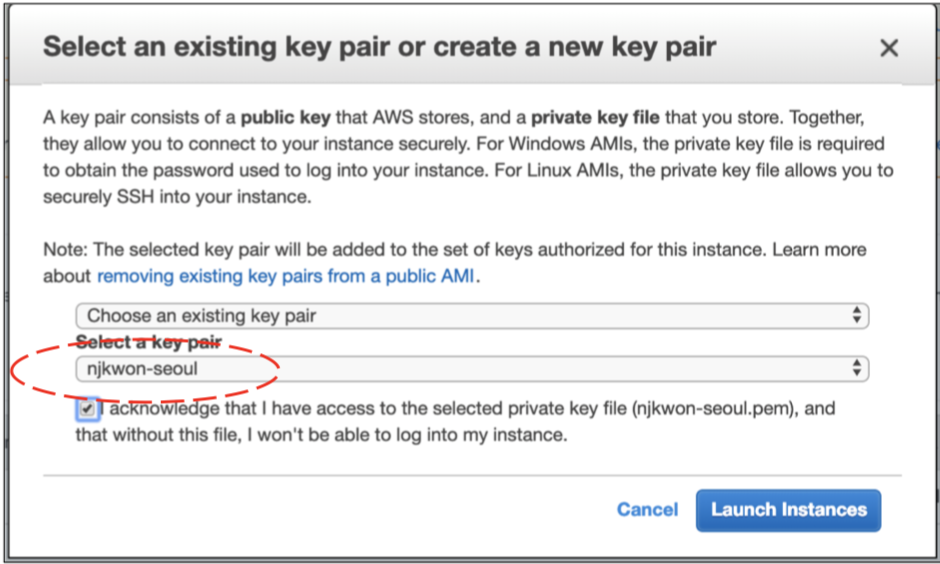 Select an existing key pair or create a new key pair
A key pair consists of a public key that AWS stores, and a private key file that you store. Together,
they allow you to connect to your instance securely. For Windows AMIs, the private key file is required
to obtain the password used to log into your instance. For Linux AMIs, the private key file allows you to
securely SSH into your instance.
Note: The selected key pair will be added to the set of keys authorized for this instance. Learn more
about removing existing key pairs from a public AMI.
Choose an existing key pair
Select a key pair
njkwon-seoul
I acknowledge that I have access to the selected private key file (njkwon-seoul.pem), and
that without this file, I won't be able to log into my instance.
Cancel Launch Instances